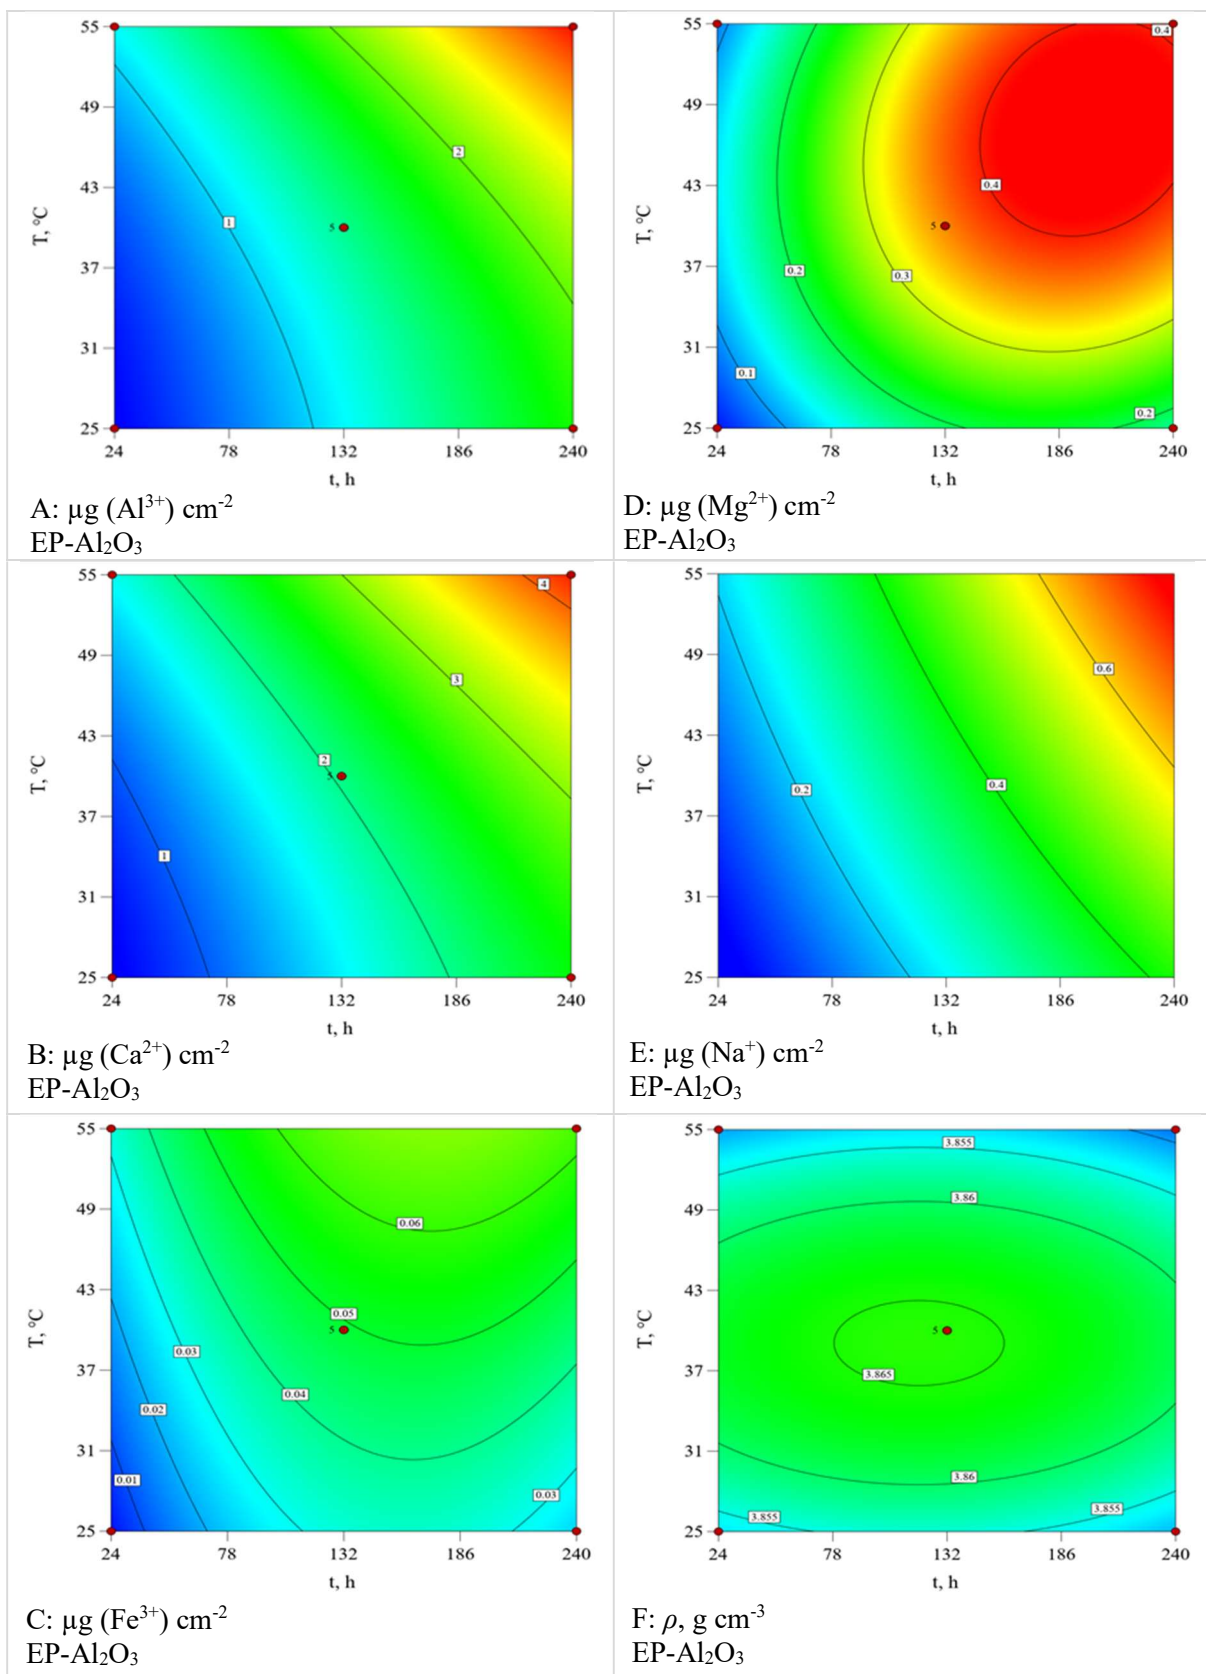 55
49
43
37
31
25
T, °C
1
2
5
24 78 132 186 240
t, h
A: µg (Al³⁺) cm⁻²
EP-Al₂O₃
55
49
43
37
31
25
T, °C
0.4
0.4
0.3
0.2
0.1
0.2
5
24 78 132 186 240
t, h
D: µg (Mg²⁺) cm⁻²
EP-Al₂O₃
55
49
43
37
31
25
T, °C
4
3
2
5
1
24 78 132 186 240
t, h
B: µg (Ca²⁺) cm⁻²
EP-Al₂O₃
55
49
43
37
31
25
T, °C
0.6
0.4
0.2
24 78 132 186 240
t, h
E: µg (Na⁺) cm⁻²
EP-Al₂O₃
55
49
43
37
31
25
T, °C
0.06
0.05
5
0.03
0.04
0.02
0.01
0.03
24 78 132 186 240
t, h
C: µg (Fe³⁺) cm⁻²
EP-Al₂O₃
55
49
43
37
31
25
T, °C
3.855
3.86
5
3.865
3.86
3.855
3.855
24 78 132 186 240
t, h
F: ρ, g cm⁻³
EP-Al₂O₃